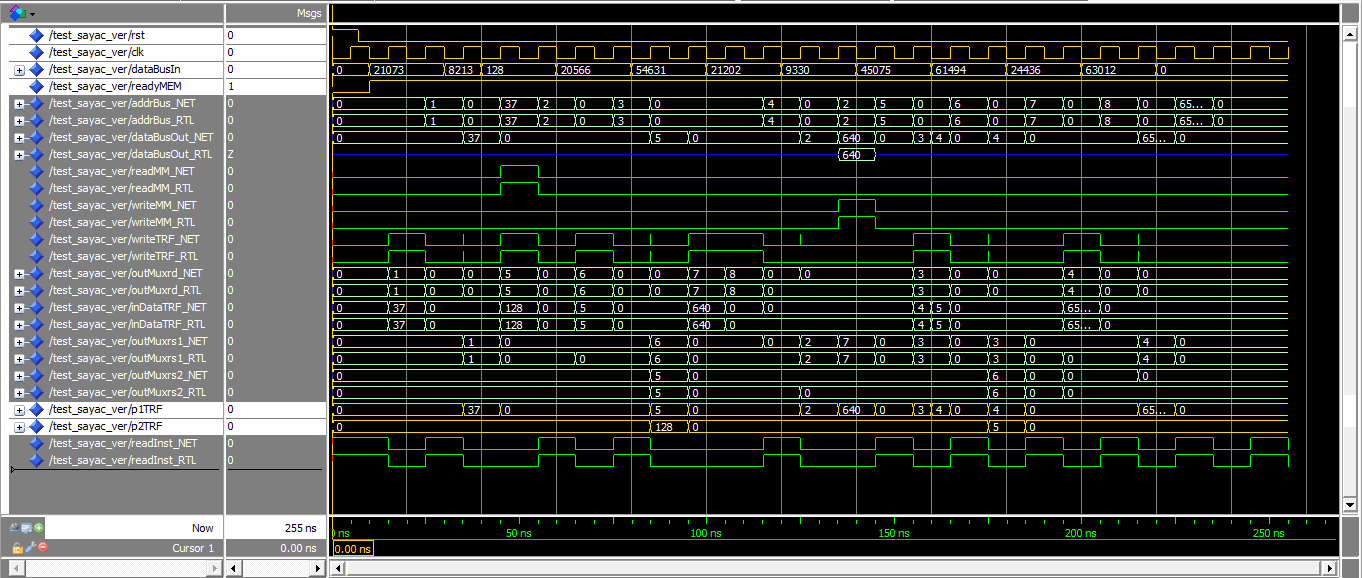 Msgs
/test_sayac_ver/rst 0
/test_sayac_ver/clk 0
/test_sayac_ver/dataBusIn 0 0 21073 8213 128 20566 54631 21202 9330 45075 61494 24436 63012 0
/test_sayac_ver/readyMEM 1
/test_sayac_ver/addrBus_NET 0 0 1 0 37 2 0 3 0 4 0 2 5 0 6 0 7 0 8 0 65... 0
/test_sayac_ver/addrBus_RTL 0 0 1 0 37 2 0 3 0 4 0 2 5 0 6 0 7 0 8 0 65... 0
/test_sayac_ver/dataBusOut_NET 0 0 37 0 5 0 2 640 0 3 4 0 4 0 65... 0
/test_sayac_ver/dataBusOut_RTL Z 640
/test_sayac_ver/readMM_NET 0
/test_sayac_ver/readMM_RTL 0
/test_sayac_ver/writeMM_NET 0
/test_sayac_ver/writeMM_RTL 0
/test_sayac_ver/writeTRF_NET 0
/test_sayac_ver/writeTRF_RTL 0
/test_sayac_ver/outMuxrd_NET 0 0 1 0 0 5 0 6 0 0 7 8 0 0 3 0 0 4 0 0
/test_sayac_ver/outMuxrd_RTL 0 0 1 0 0 5 0 6 0 0 7 8 0 3 0 0 4 0 0
/test_sayac_ver/inDataTRF_NET 0 0 37 0 128 0 5 0 640 0 0 4 5 0 65... 0
/test_sayac_ver/inDataTRF_RTL 0 0 37 0 128 0 5 0 640 0 4 5 0 65... 0
/test_sayac_ver/outMuxrs1_NET 0 0 1 0 6 0 0 2 7 0 3 0 3 0 4 0
/test_sayac_ver/outMuxrs1_RTL 0 0 1 0 0 6 0 2 7 0 3 0 3 0 0 4 0
/test_sayac_ver/outMuxrs2_NET 0 0 5 0 6 0 0 0
/test_sayac_ver/outMuxrs2_RTL 0 0 5 0 0 6 0 0
/test_sayac_ver/p1TRF 0 0 37 0 5 0 2 640 0 3 4 0 4 0 65... 0
/test_sayac_ver/p2TRF 0 0 128 0 5 0
/test_sayac_ver/readInst_NET 0
/test_sayac_ver/readInst_RTL 0
Now 255 ns ns 50 ns 100 ns 150 ns 200 ns 250 ns
Cursor 1 0.00 ns 0.00 ns